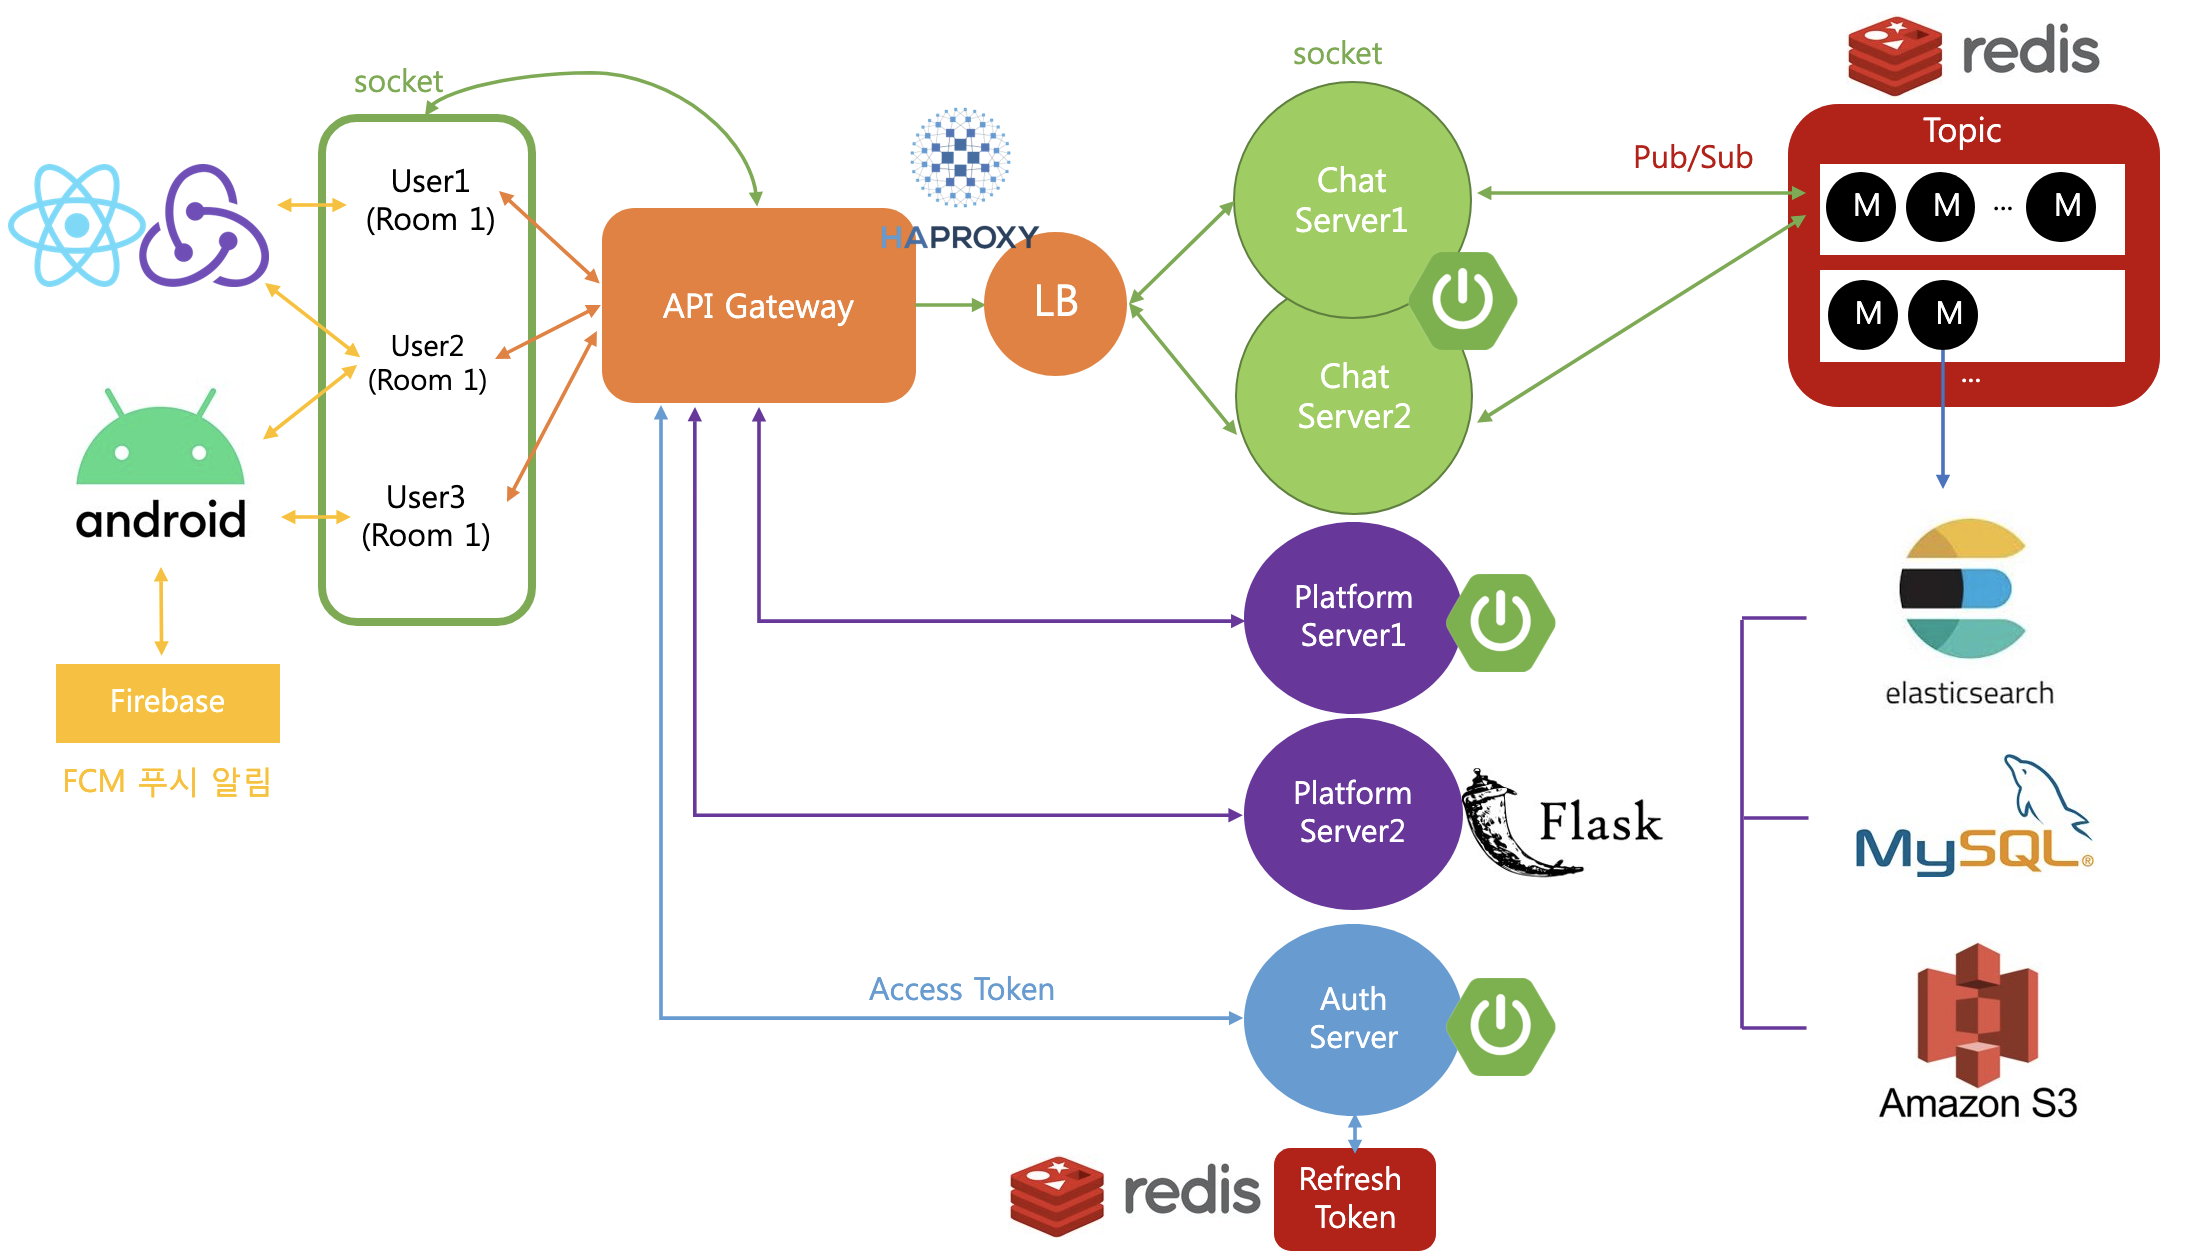 socket
User1
(Room 1)
User2
(Room 1)
User3
(Room 1)
android
Firebase
FCM 푸시 알림
API Gateway
HAPROXY
LB
socket
Chat
Server1
Chat
Server2
Pub/Sub
redis
Topic
M M ... M
M M
...
Platform
Server1
Platform
Server2
Flask
Access Token
Auth
Server
redis
Refresh
Token
elasticsearch
MySQL®
Amazon S3